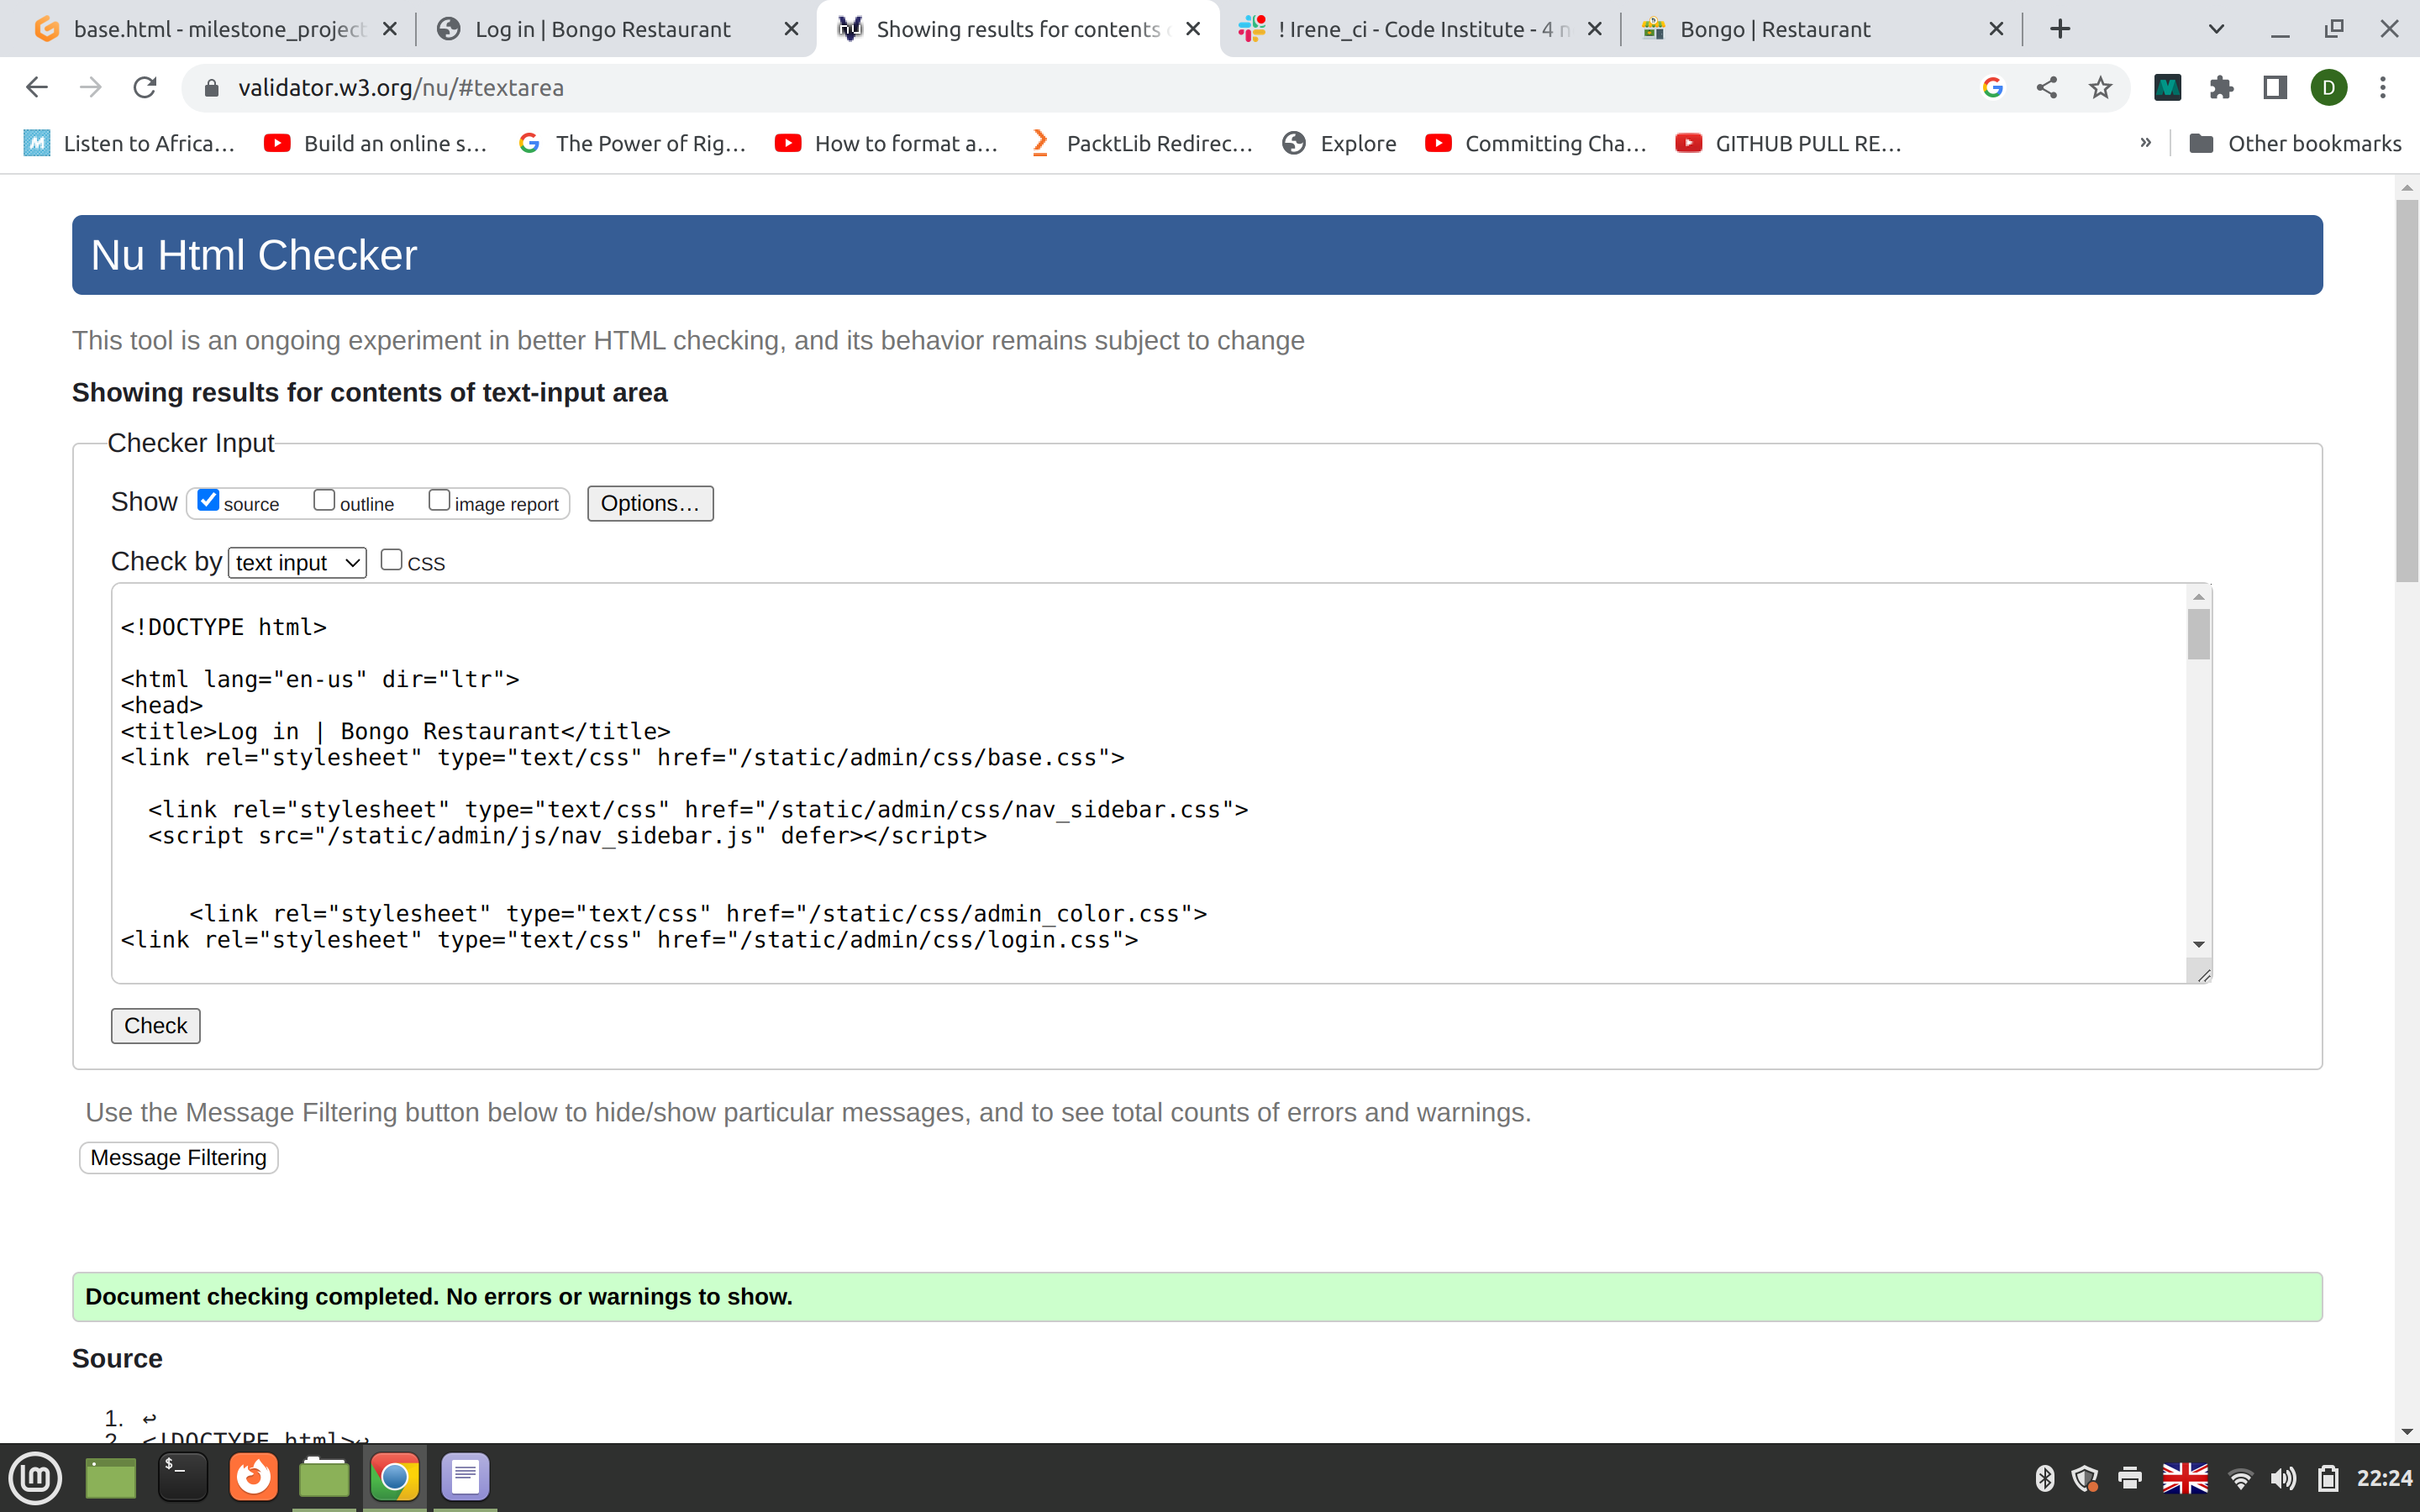 base.html - milestone_project
Log in | Bongo Restaurant
Showing results for contents
! Irene_ci - Code Institute - 4 n
Bongo | Restaurant
validator.w3.org/nu/#textarea
D
Listen to Africa...
Build an online s...
The Power of Rig...
How to format a...
PacktLib Redirec...
Explore
Committing Cha...
GITHUB PULL RE...
»
Other bookmarks
Nu Html Checker
This tool is an ongoing experiment in better HTML checking, and its behavior remains subject to change
Showing results for contents of text-input area
Checker Input
Show source outline image report Options...
Check by text input CSS
<!DOCTYPE html>
<html lang="en-us" dir="ltr">
<head>
<title>Log in | Bongo Restaurant</title>
<link rel="stylesheet" type="text/css" href="/static/admin/css/base.css">
<link rel="stylesheet" type="text/css" href="/static/admin/css/nav_sidebar.css">
<script src="/static/admin/js/nav_sidebar.js" defer></script>
<link rel="stylesheet" type="text/css" href="/static/css/admin_color.css">
<link rel="stylesheet" type="text/css" href="/static/admin/css/login.css">
Check
Use the Message Filtering button below to hide/show particular messages, and to see total counts of errors and warnings.
Message Filtering
Document checking completed. No errors or warnings to show.
Source
1. ↩
2. <!DOCTYPE html>↩
22:24